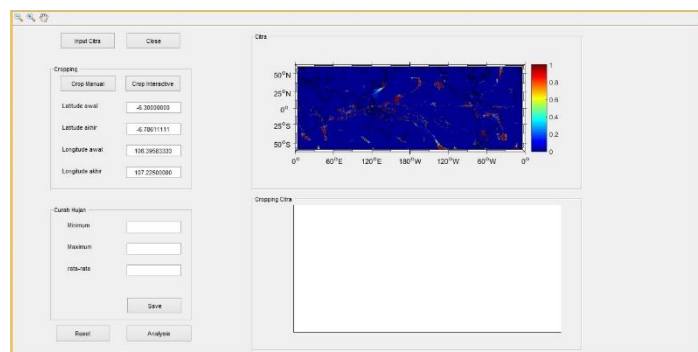 Input Citra
Close
Cropping
Crop Manual
Crop Interactive
Latitude awal
-6.30000000
Latitude akhir
-6.78611111
Longitude awal
106.39583333
Longitude akhir
107.22500000
Curah Hujan
Minimum
Maximum
rata-rata
Save
Reset
Analysis
Citra
50°N
25°N
0°
25°S
50°S
0° 60°E 120°E 180°W 120°W 60°W 0°
1
0.8
0.6
0.4
0.2
0
Cropping Citra